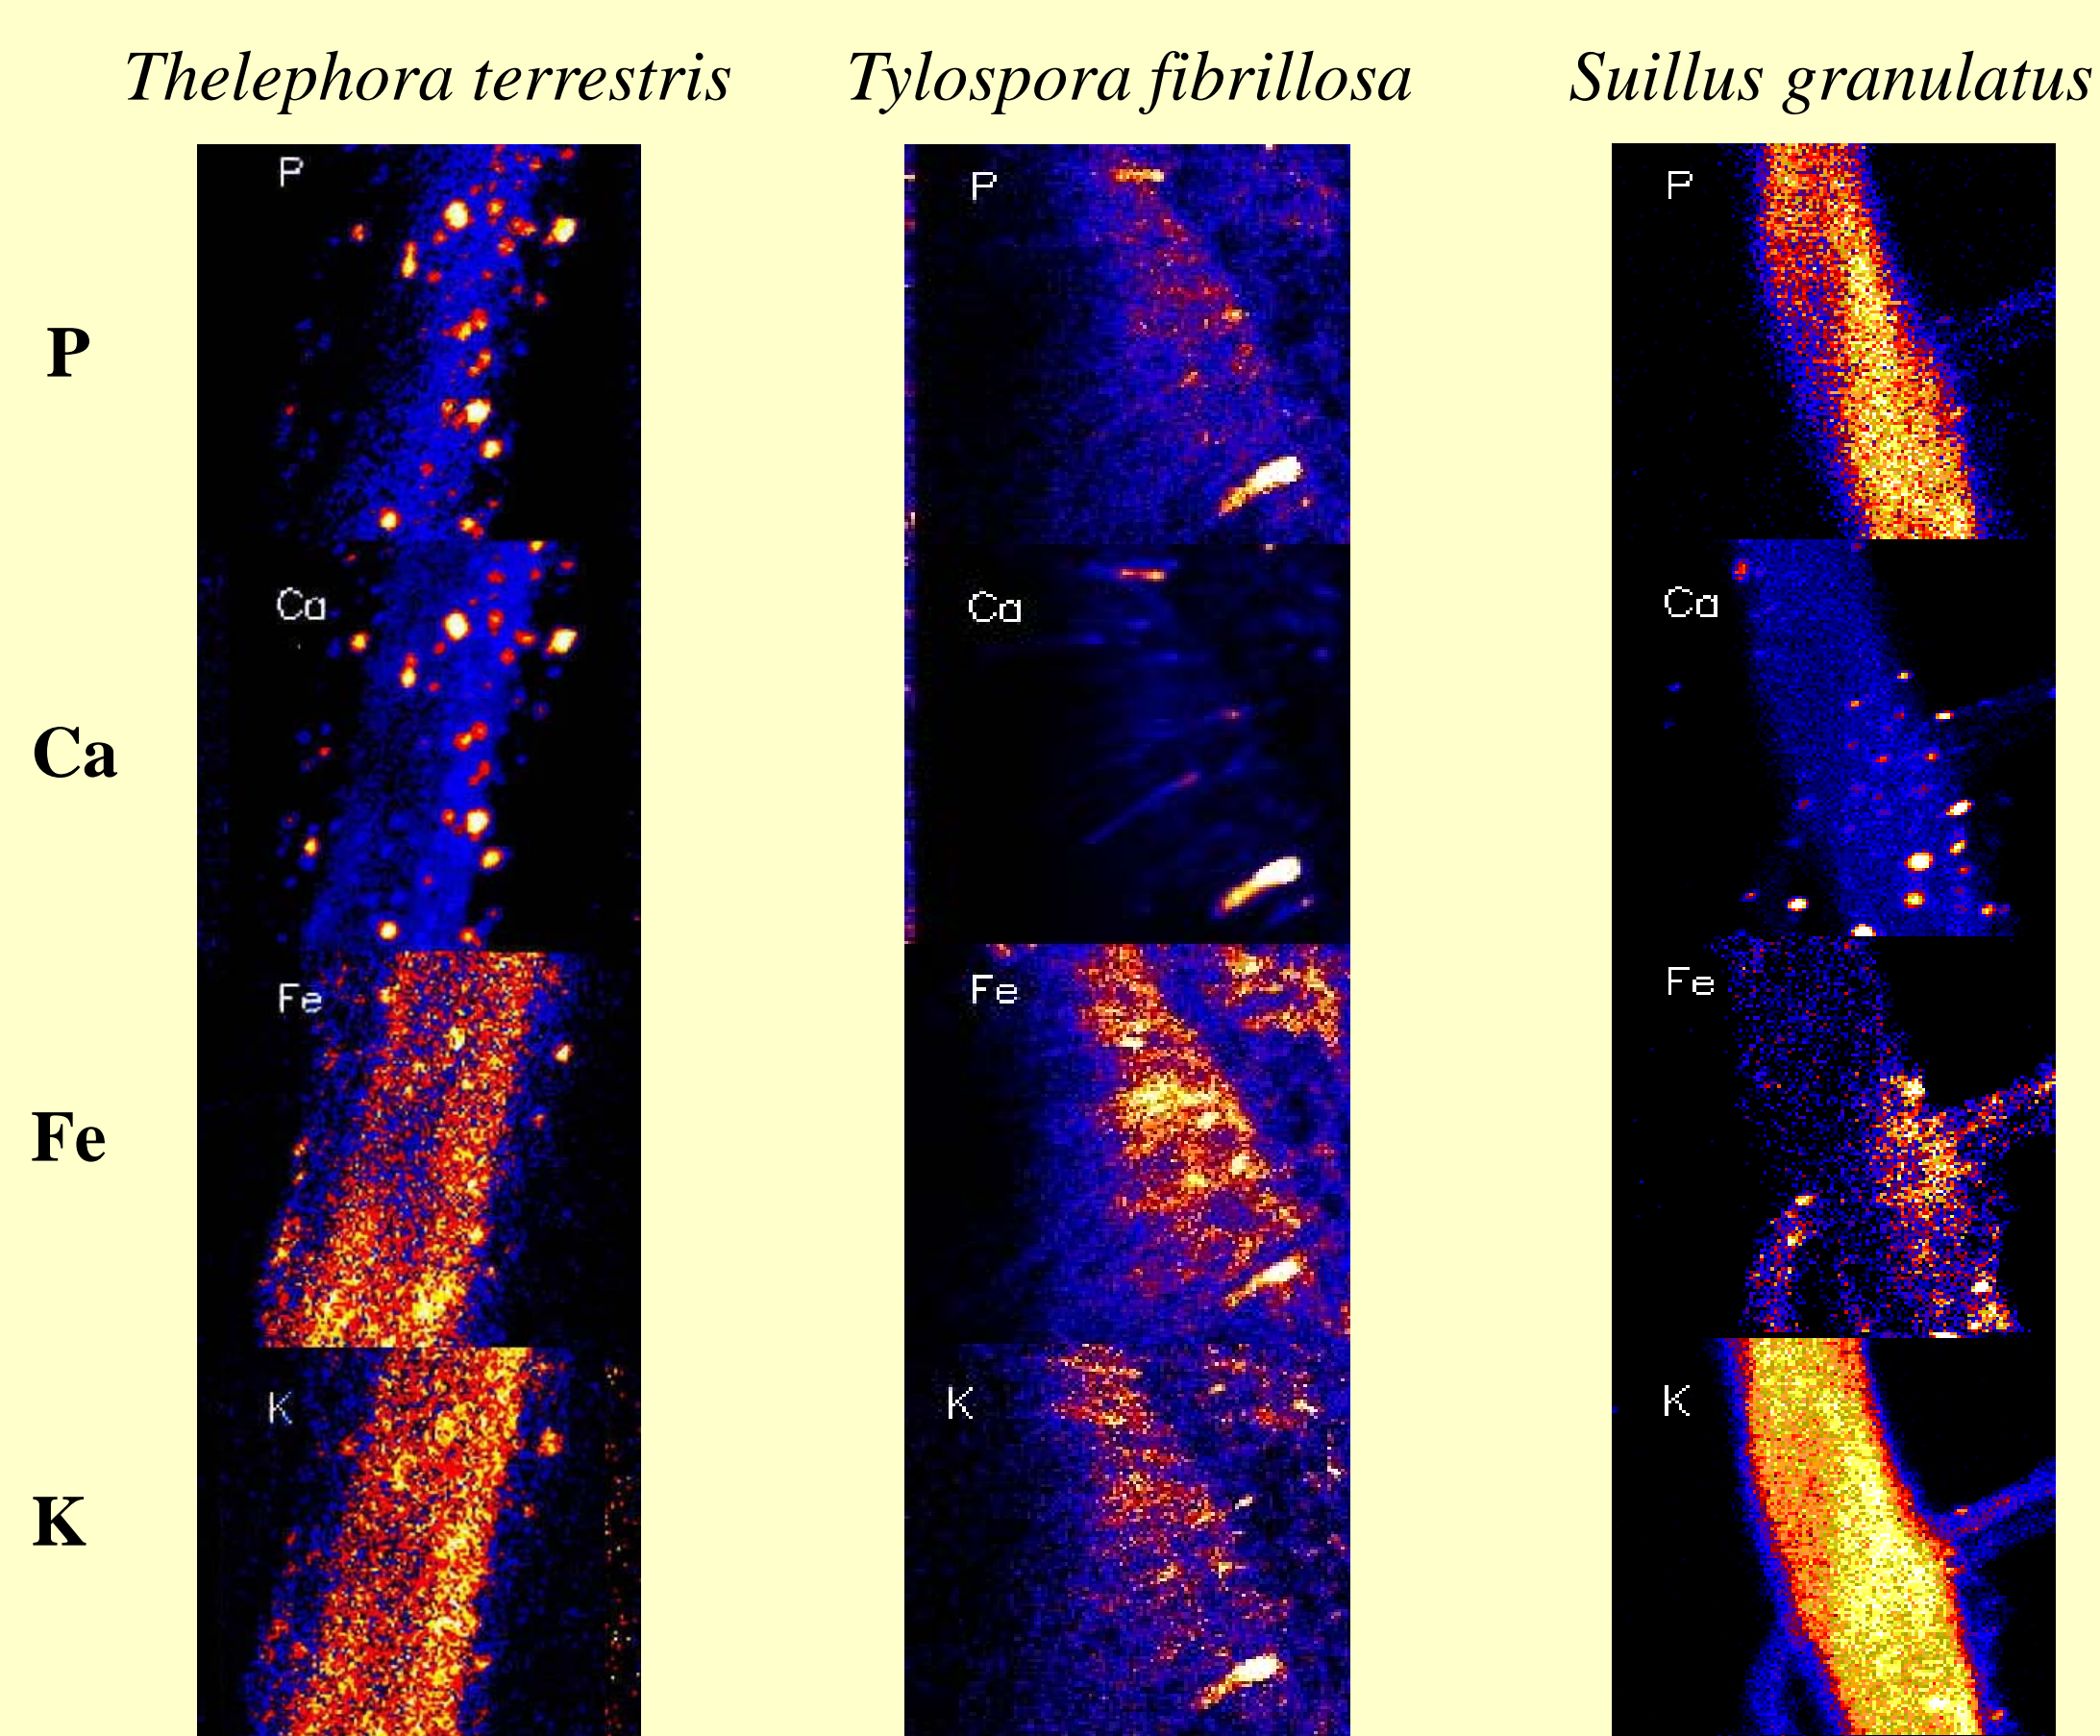 Thelephora terrestris Tylospora fibrillosa Suillus granulatus
P P P P
Ca Ca Ca Ca
Fe Fe Fe Fe
K K K K